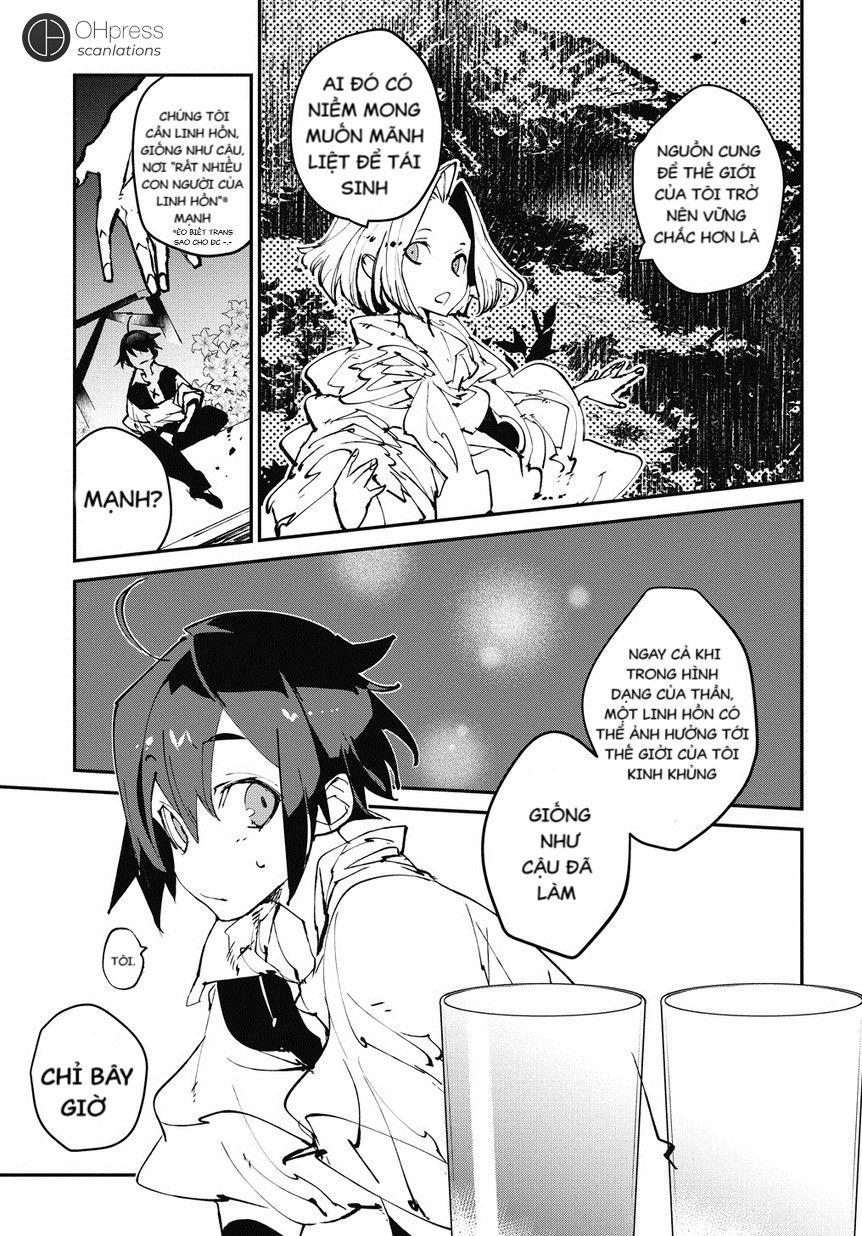 OHpress
scanlations
NGUỒN CUNG
ĐỂ THẾ GIỚI
CỦA TÔI TRỞ
NÊN VỮNG
CHẮC HƠN LÀ
AI ĐÓ CÓ
NIỀM MONG
MUỐN MÃNH
LIỆT ĐỂ TÁI
SINH
CHÚNG TÔI
CẦN LINH HỒN,
GIỐNG NHƯ CẬU,
NƠI "RẤT NHIỀU
CON NGƯỜI CỦA
LINH HỒN"*
MẠNH
*ÉO BIẾT TRANS
SAO CHO ĐC -.-
MẠNH?
NGAY CẢ KHI
TRONG HÌNH
DẠNG CỦA THẦN,
MỘT LINH HỒN CÓ
THỂ ẢNH HƯỞNG TỚI
THẾ GIỚI CỦA TÔI
KINH KHỦNG
GIỐNG
NHƯ
CẬU ĐÃ
LÀM
TÔI.
CHỈ BÂY
GIỜ